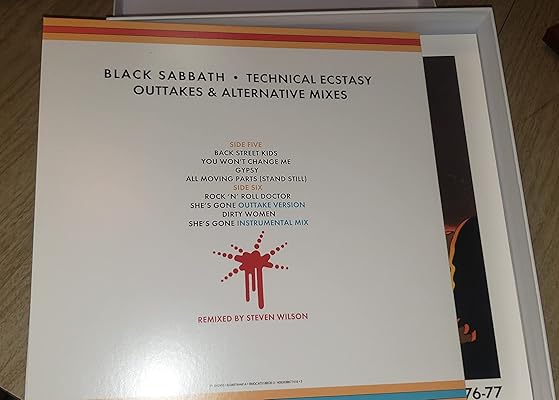 BLACK SABBATH • TECHNICAL ECSTASY
OUTTAKES & ALTERNATIVE MIXES
SIDE FIVE
BACK STREET KIDS
YOU WON'T CHANGE ME
GYPSY
ALL MOVING PARTS (STAND STILL)
SIDE SIX
ROCK 'N' ROLL DOCTOR
SHE'S GONE OUTTAKE VERSION
DIRTY WOMEN
SHE'S GONE INSTRUMENTAL MIX
REMIXED BY STEVEN WILSON
76-77